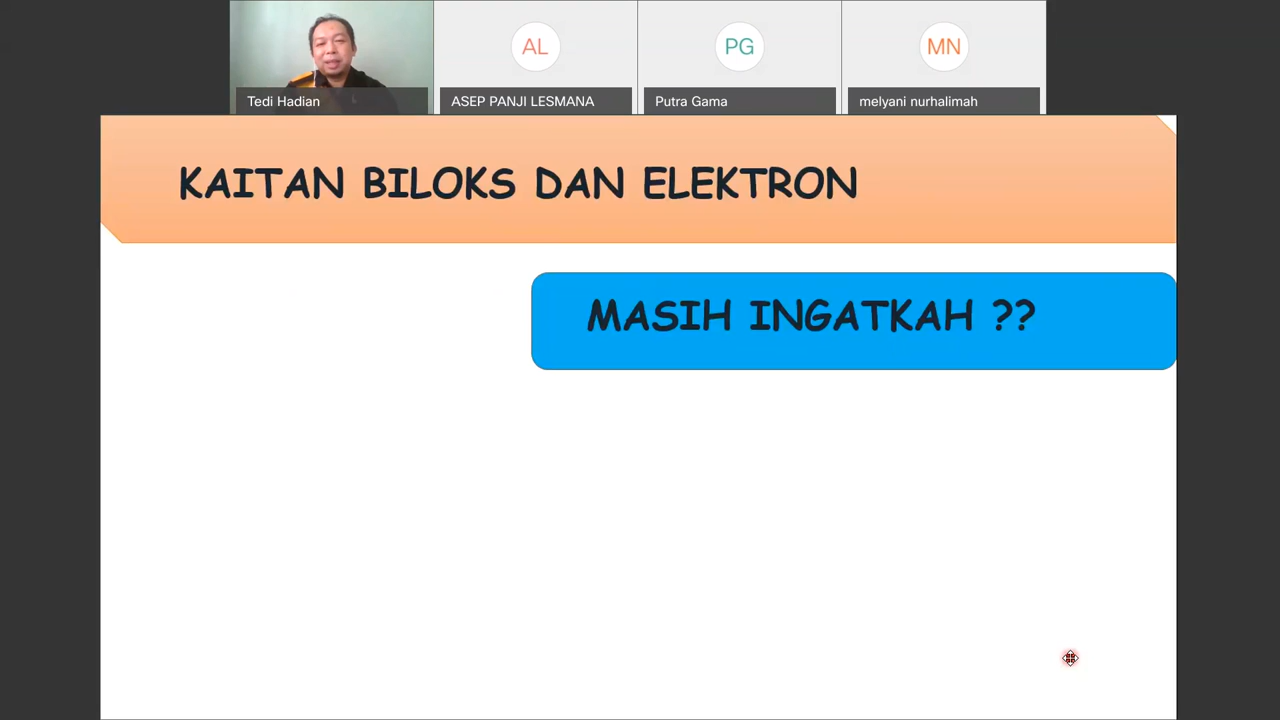 AL
PG
MN
Tedi Hadian
ASEP PANJI LESMANA
Putra Gama
melyani nurhalimah
KAITAN BILOKS DAN ELEKTRON
MASIH INGATKAH ??